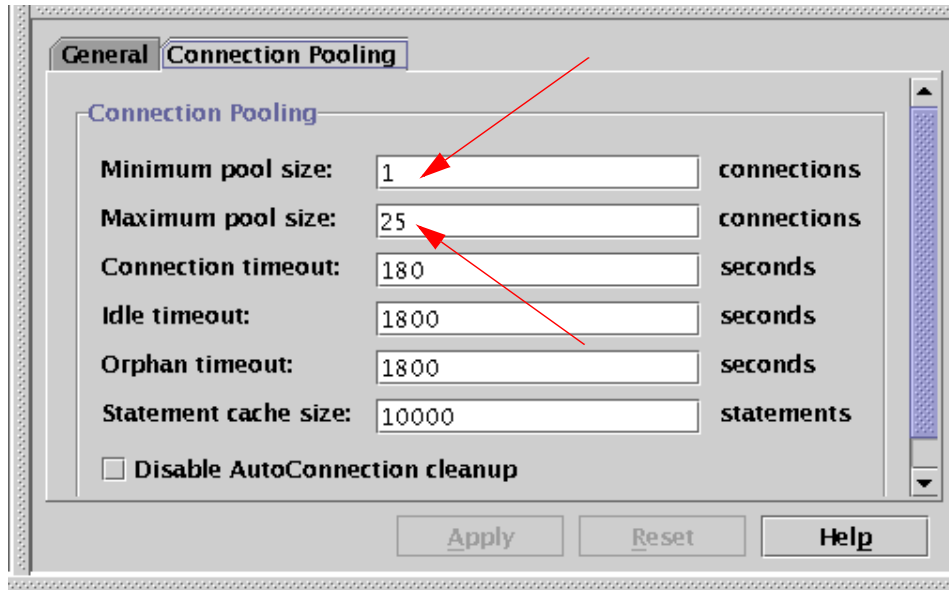 General Connection Pooling
Connection Pooling
Minimum pool size: 1 connections
Maximum pool size: 25 connections
Connection timeout: 180 seconds
Idle timeout: 1800 seconds
Orphan timeout: 1800 seconds
Statement cache size: 10000 statements
Disable AutoConnection cleanup
Apply Reset Help